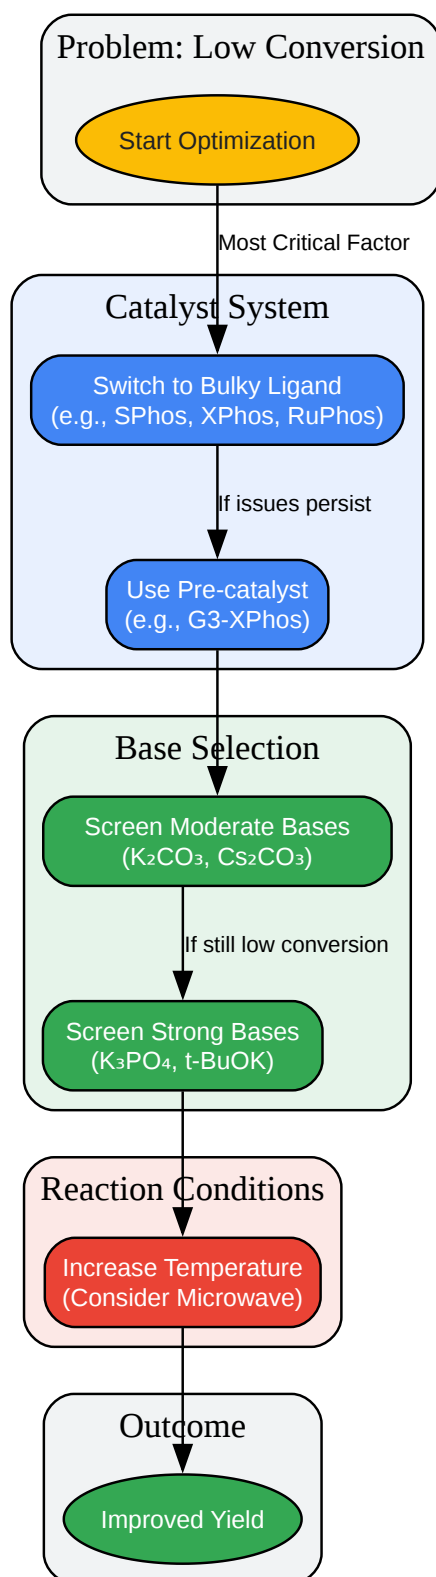 Problem: Low Conversion
Start Optimization
Most Critical Factor
Catalyst System
Switch to Bulky Ligand
(e.g., SPhos, XPhos, RuPhos)
If issues persist
Use Pre-catalyst
(e.g., G3-XPhos)
Base Selection
Screen Moderate Bases
(K₂CO₃, Cs₂CO₃)
If still low conversion
Screen Strong Bases
(K₃PO₄, t-BuOK)
Reaction Conditions
Increase Temperature
(Consider Microwave)
Outcome
Improved Yield